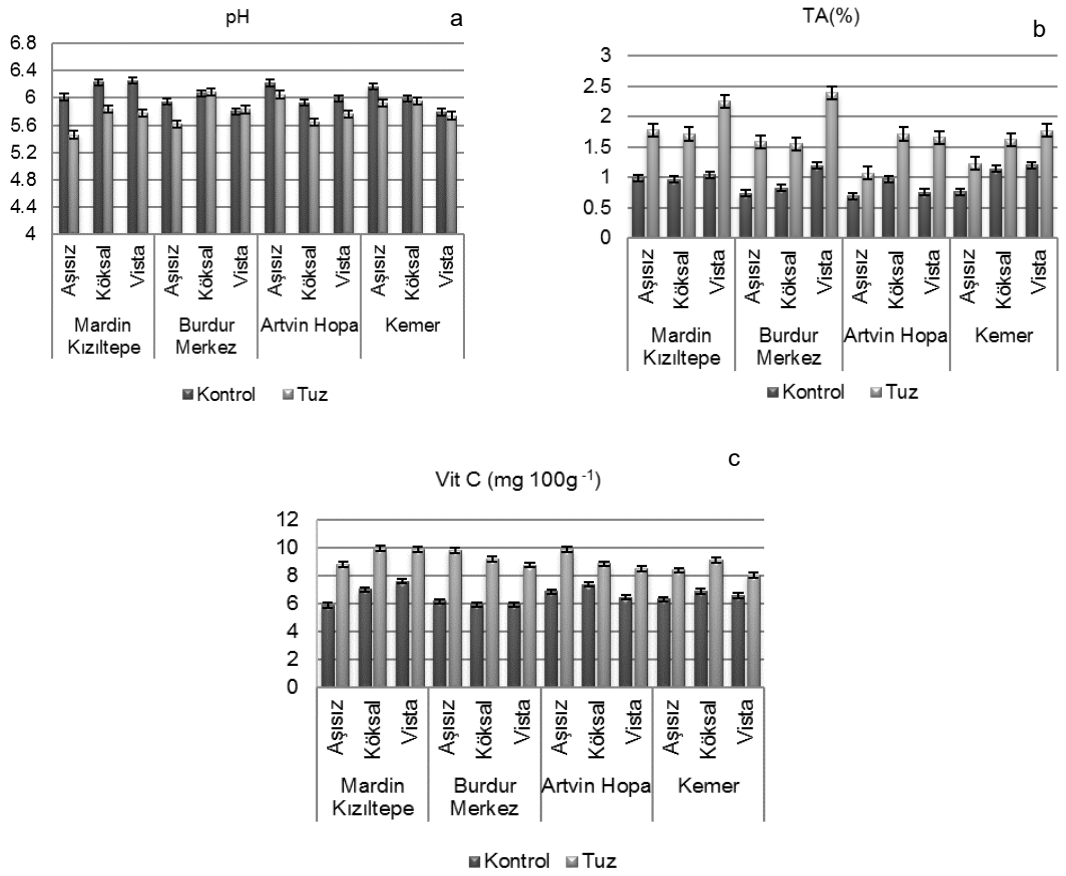 pH
a
6.8
6.4
6
5.6
5.2
4.8
4.4
4
Aşısız Köksal Vista Aşısız Köksal Vista Aşısız Köksal Vista Aşısız Köksal Vista
Mardin Burdur Artvin Hopa Kemer
Kızıltepe Merkez
Kontrol Tuz
TA(%)
b
3
2.5
2
1.5
1
0.5
0
Aşısız Köksal Vista Aşısız Köksal Vista Aşısız Köksal Vista Aşısız Köksal Vista
Mardin Burdur Artvin Hopa Kemer
Kızıltepe Merkez
Kontrol Tuz
c
Vit C (mg 100g⁻¹)
12
10
8
6
4
2
0
Aşısız Köksal Vista Aşısız Köksal Vista Aşısız Köksal Vista Aşısız Köksal Vista
Mardin Burdur Artvin Hopa Kemer
Kızıltepe Merkez
Kontrol Tuz